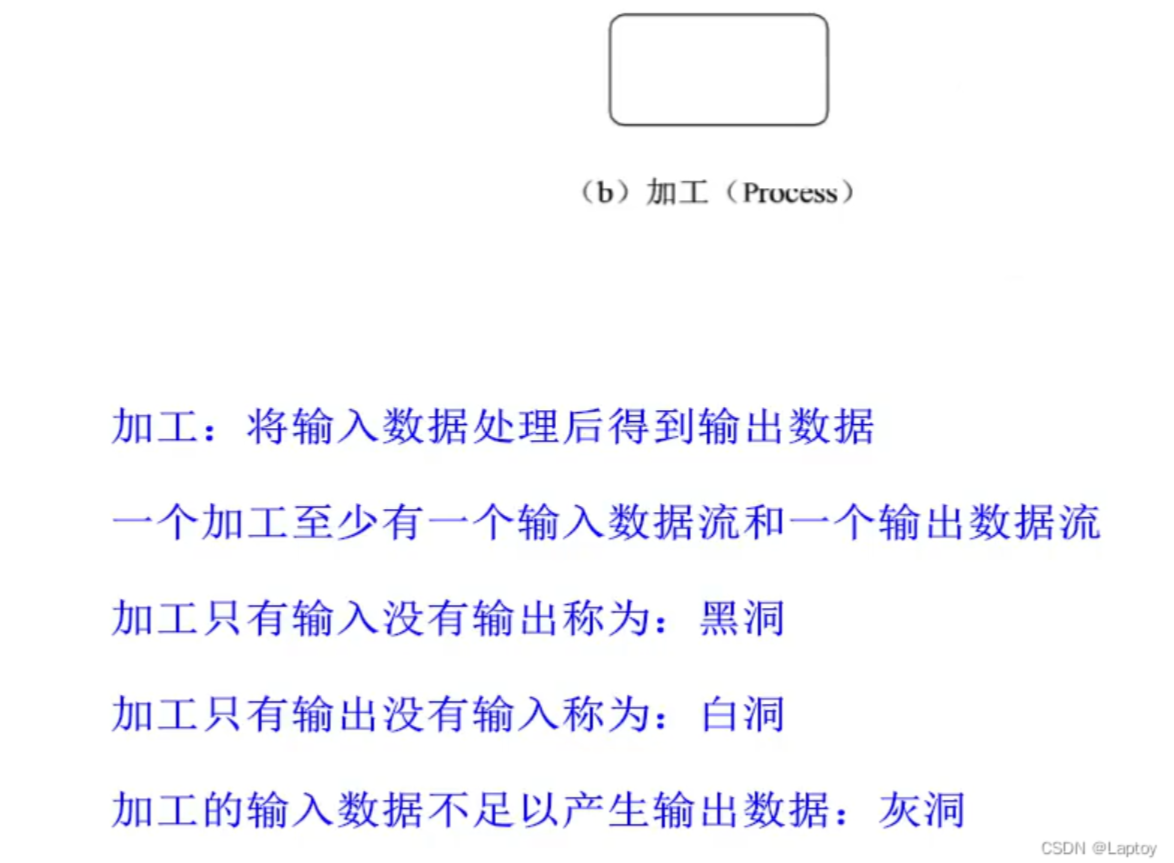 （b）加工（Process）
加工：将输入数据处理后得到输出数据
一个加工至少有一个输入数据流和一个输出数据流
加工只有输入没有输出称为：黑洞
加工只有输出没有输入称为：白洞
加工的输入数据不足以产生输出数据：灰洞
CSDN @Laptoy